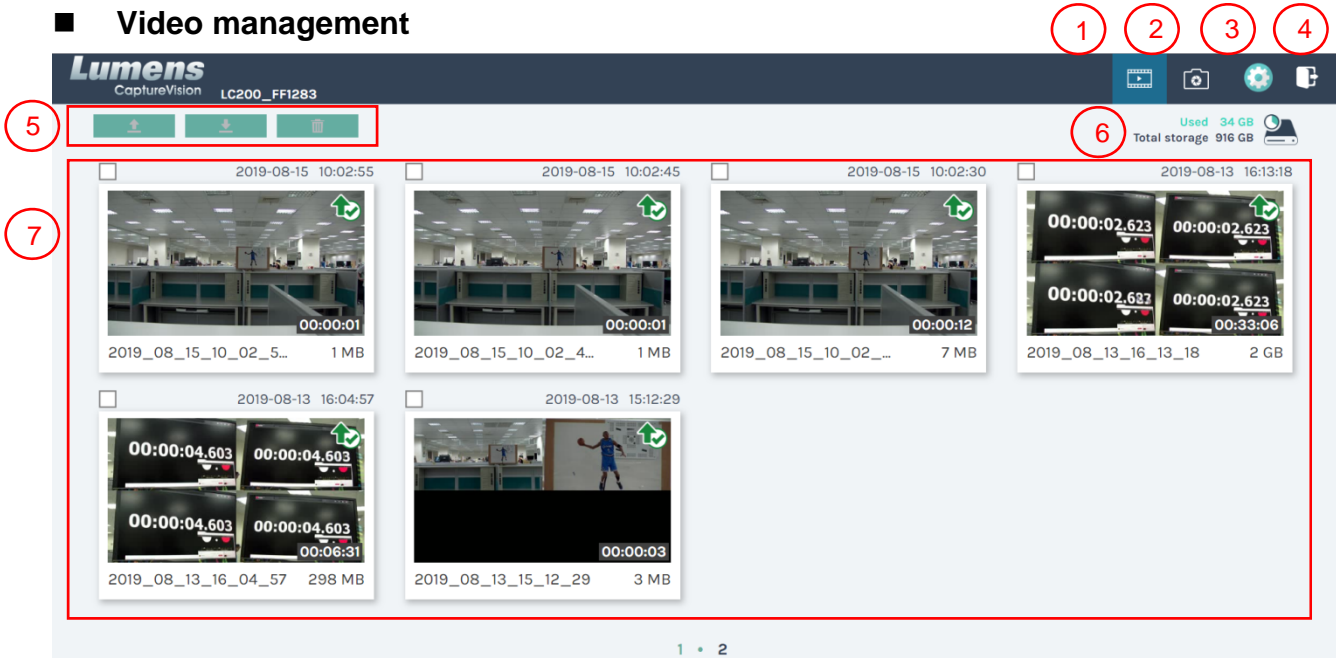 ■ Video management
1 2 3 4
Lumens
CaptureVision LC200_FF1283
5
6
Used 34 GB
Total storage 916 GB
7
2019-08-15 10:02:55 2019-08-15 10:02:45 2019-08-15 10:02:30 2019-08-13 16:13:18
00:00:02.623 00:00:02.623
00:00:02.623
00:00:01 00:00:01 00:00:12 00:33:06
2019_08_15_10_02_5... 1 MB 2019_08_15_10_02_4... 1 MB 2019_08_15_10_02_... 7 MB 2019_08_13_16_13_18 2 GB
2019-08-13 16:04:57 2019-08-13 15:12:29
00:00:04.603 00:00:04.603
00:00:04.603 00:00:04.603
00:06:31 00:00:03
2019_08_13_16_04_57 298 MB 2019_08_13_15_12_29 3 MB
1 • 2